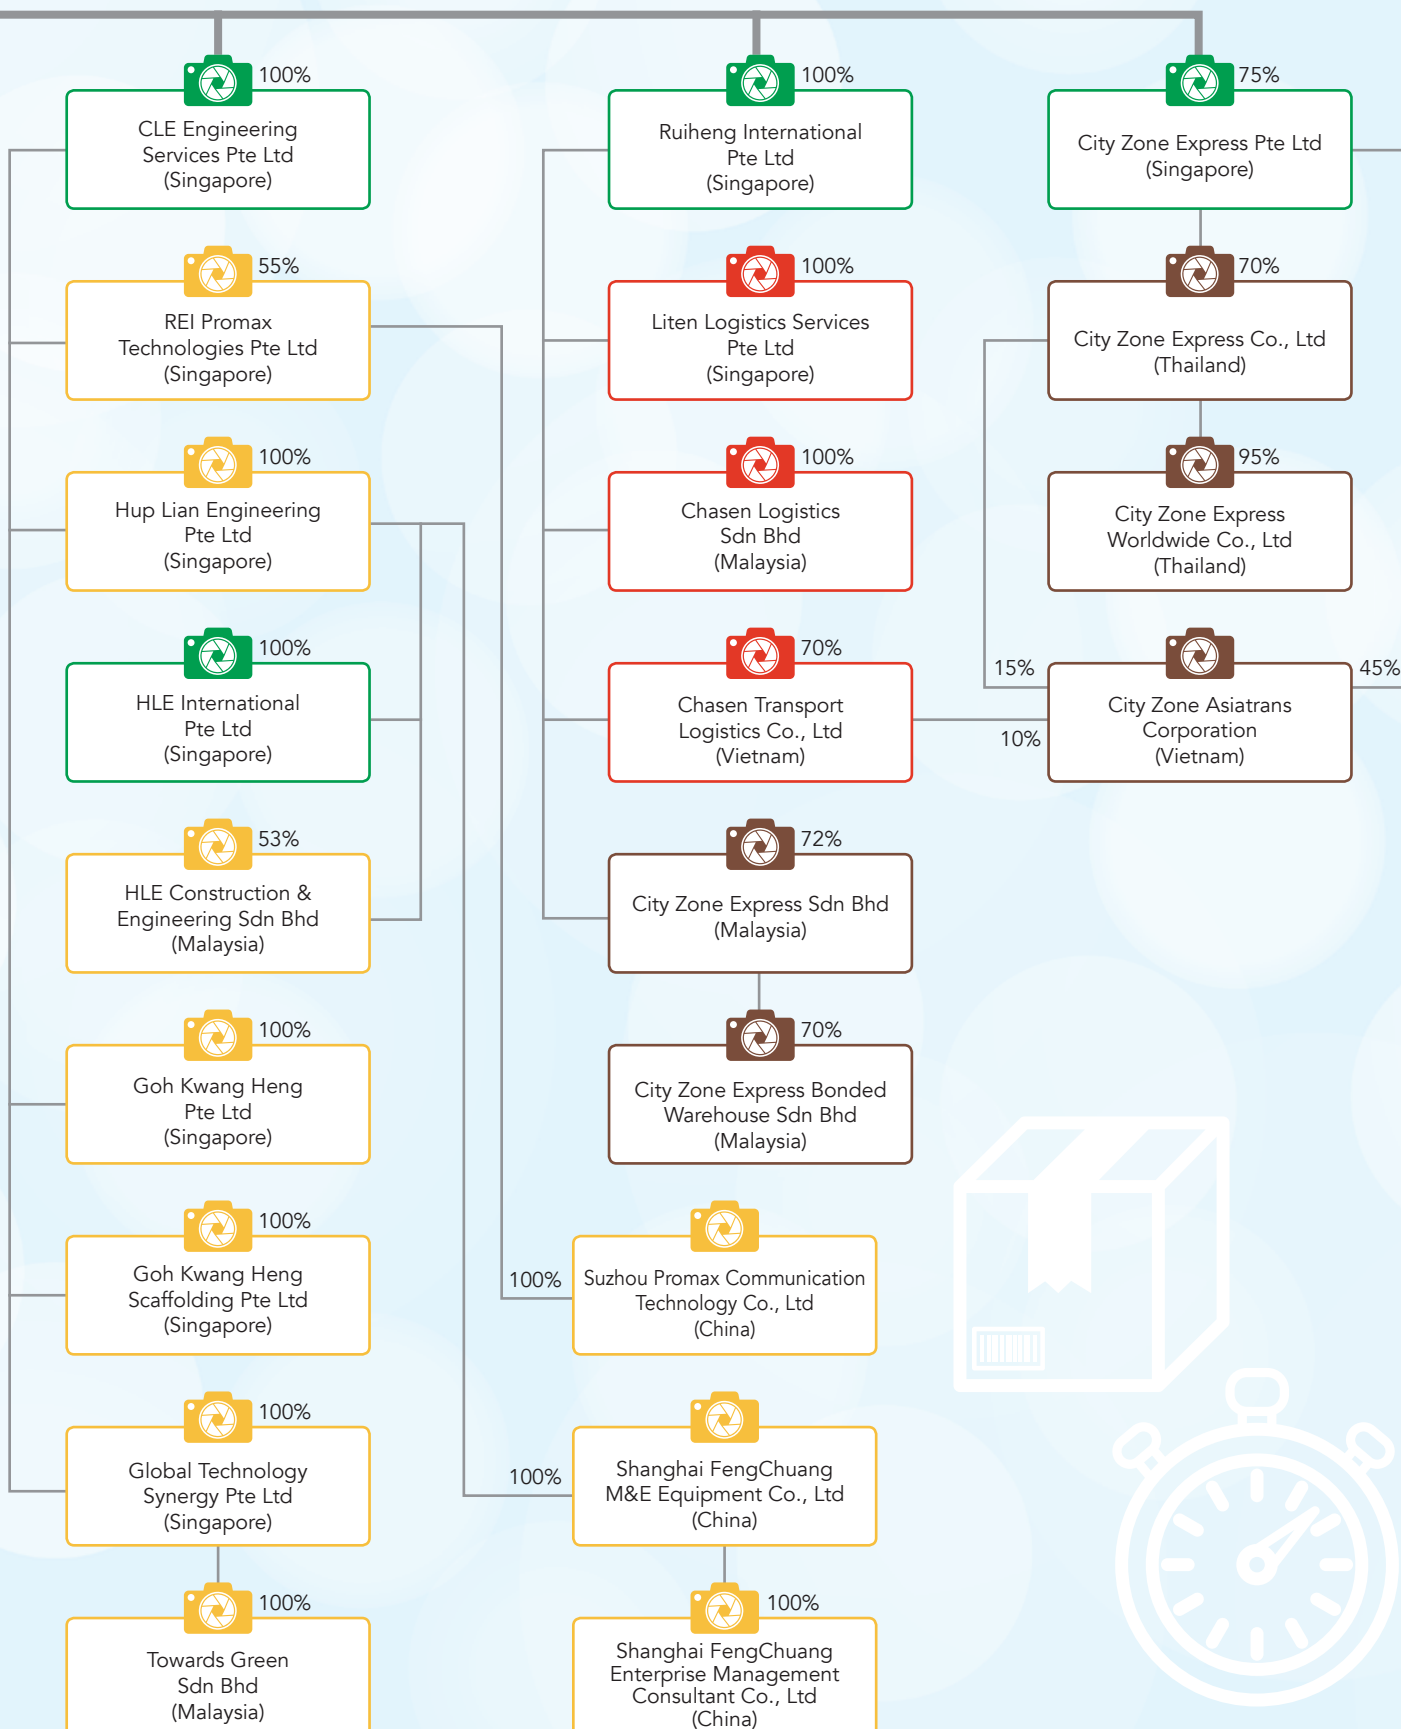 100%
CLE Engineering
Services Pte Ltd
(Singapore)
55%
REI Promax
Technologies Pte Ltd
(Singapore)
100%
Hup Lian Engineering
Pte Ltd
(Singapore)
100%
HLE International
Pte Ltd
(Singapore)
53%
HLE Construction &
Engineering Sdn Bhd
(Malaysia)
100%
Goh Kwang Heng
Pte Ltd
(Singapore)
100%
Goh Kwang Heng
Scaffolding Pte Ltd
(Singapore)
100%
Global Technology
Synergy Pte Ltd
(Singapore)
100%
Towards Green
Sdn Bhd
(Malaysia)
100%
Ruiheng International
Pte Ltd
(Singapore)
100%
Liten Logistics Services
Pte Ltd
(Singapore)
100%
Chasen Logistics
Sdn Bhd
(Malaysia)
70%
Chasen Transport
Logistics Co., Ltd
(Vietnam)
72%
City Zone Express Sdn Bhd
(Malaysia)
70%
City Zone Express Bonded
Warehouse Sdn Bhd
(Malaysia)
100%
Suzhou Promax Communication
Technology Co., Ltd
(China)
100%
Shanghai FengChuang
M&E Equipment Co., Ltd
(China)
100%
Shanghai FengChuang
Enterprise Management
Consultant Co., Ltd
(China)
75%
City Zone Express Pte Ltd
(Singapore)
70%
City Zone Express Co., Ltd
(Thailand)
95%
City Zone Express
Worldwide Co., Ltd
(Thailand)
15%
45%
10%
City Zone Asiatrans
Corporation
(Vietnam)